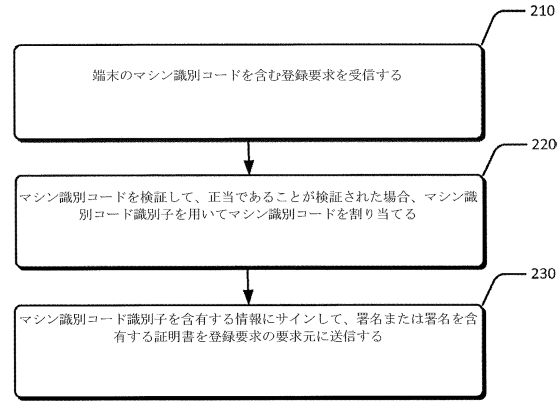 210
端末のマシン識別コードを含む登録要求を受信する
220
マシン識別コードを検証して、正当であることが検証された場合、マシン識
別コード識別子を用いてマシン識別コードを割り当てる
230
マシン識別コード識別子を含有する情報にサインして、署名または署名を含
有する証明書を登録要求の要求元に送信する